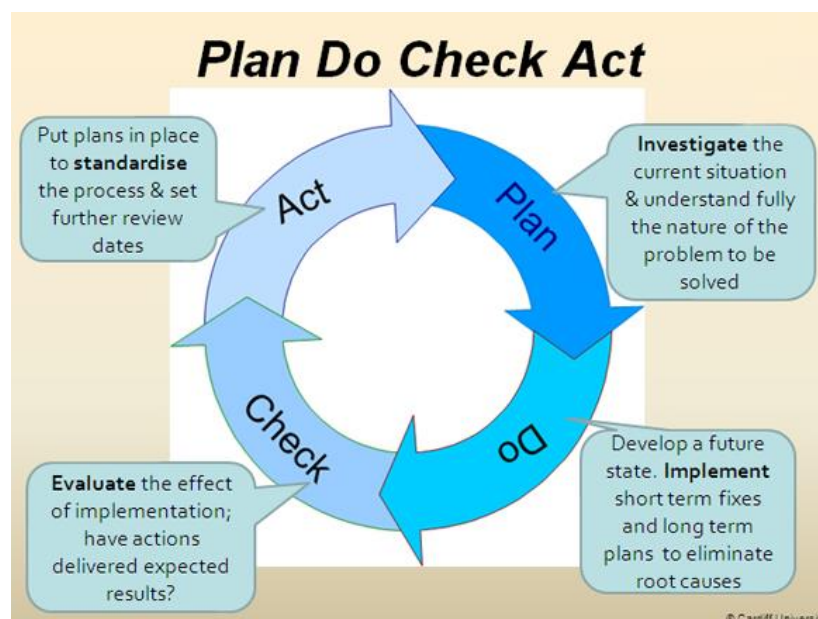 Plan Do Check Act
Put plans in place
to standardise
the process & set
further review
dates
Act
Plan
Investigate the
current situation
& understand fully
the nature of the
problem to be
solved
Do
Develop a future
state. Implement
short term fixes
and long term
plans to eliminate
root causes
Check
Evaluate the effect
of implementation;
have actions
delivered expected
results?